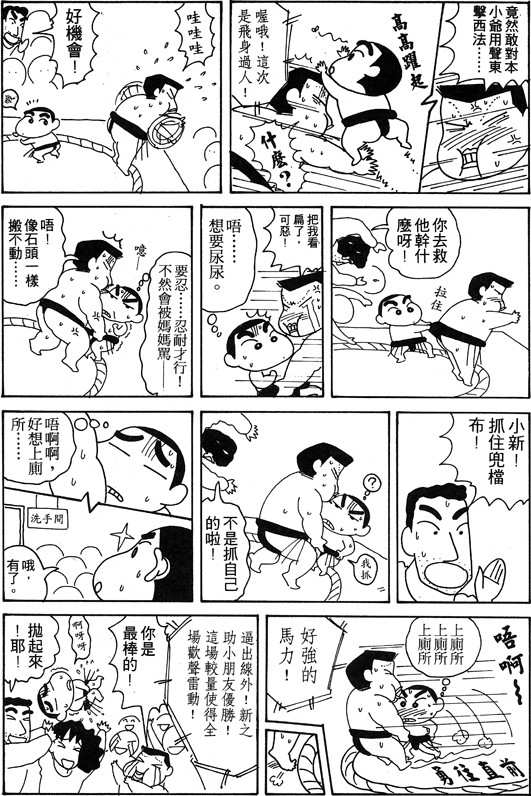 竟然敢對本
小爺用聲東
擊西法……
高高躍起
喔哦！這次
是飛身過
人！
什麼？
哇哇哇
好機會！
你去救
他幹什
麼呀！
拉住
把我看
扁了，
可惡！
唔……
想要尿尿。
要忍……忍耐才行！
不然會被媽媽罵——
噫
唔！
像石頭一樣
搬不動……
小新！
抓住兜檔
布！
？
我抓
不是抓自己
的啦！
唔啊啊，
好想上廁
所……
洗手間
哦，
有了。
唔啊～
上廁所
上廁所
上廁所
勇往直前
好強的
馬力！
逼出線外！新之
助小朋友優勝！
這場較量使得全
場歡聲雷動！
你是
最棒的！
啊呀呀
拋起來
！耶！